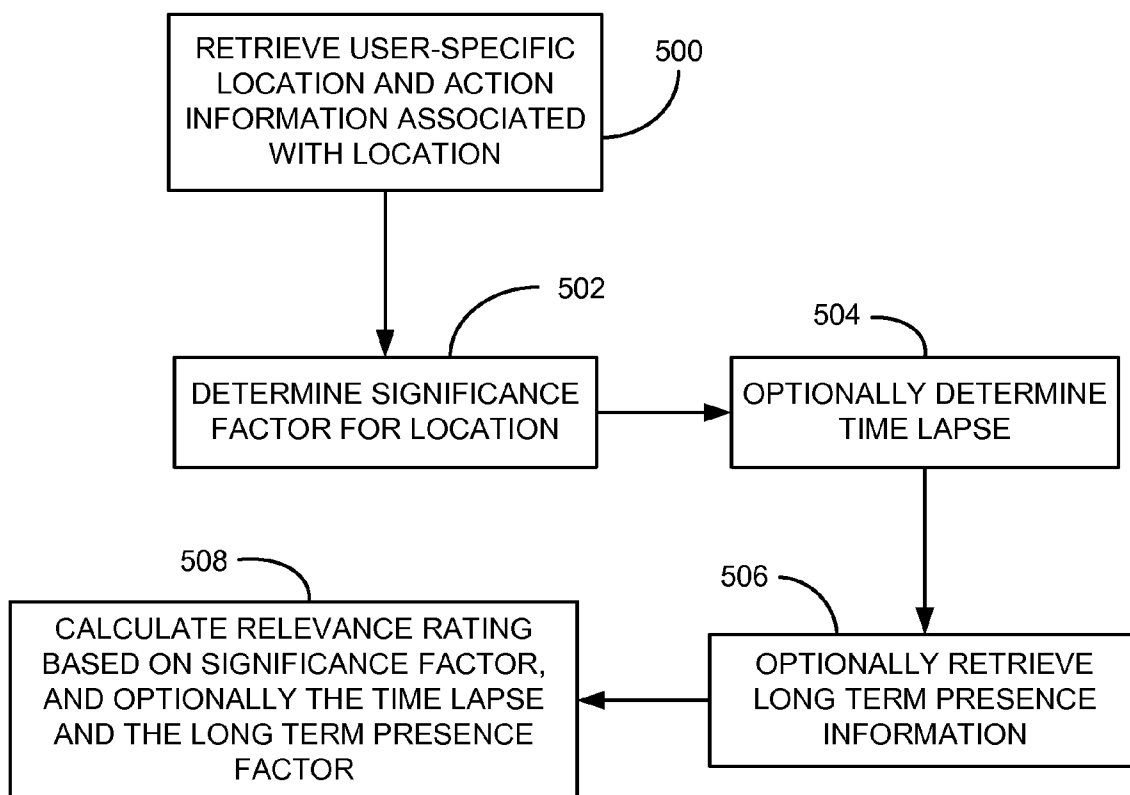 RETRIEVE USER-SPECIFIC
LOCATION AND ACTION
INFORMATION ASSOCIATED
WITH LOCATION
500
502
DETERMINE SIGNIFICANCE
FACTOR FOR LOCATION
504
OPTIONALLY DETERMINE
TIME LAPSE
506
OPTIONALLY RETRIEVE
LONG TERM PRESENCE
INFORMATION
508
CALCULATE RELEVANCE RATING
BASED ON SIGNIFICANCE FACTOR,
AND OPTIONALLY THE TIME LAPSE
AND THE LONG TERM PRESENCE
FACTOR